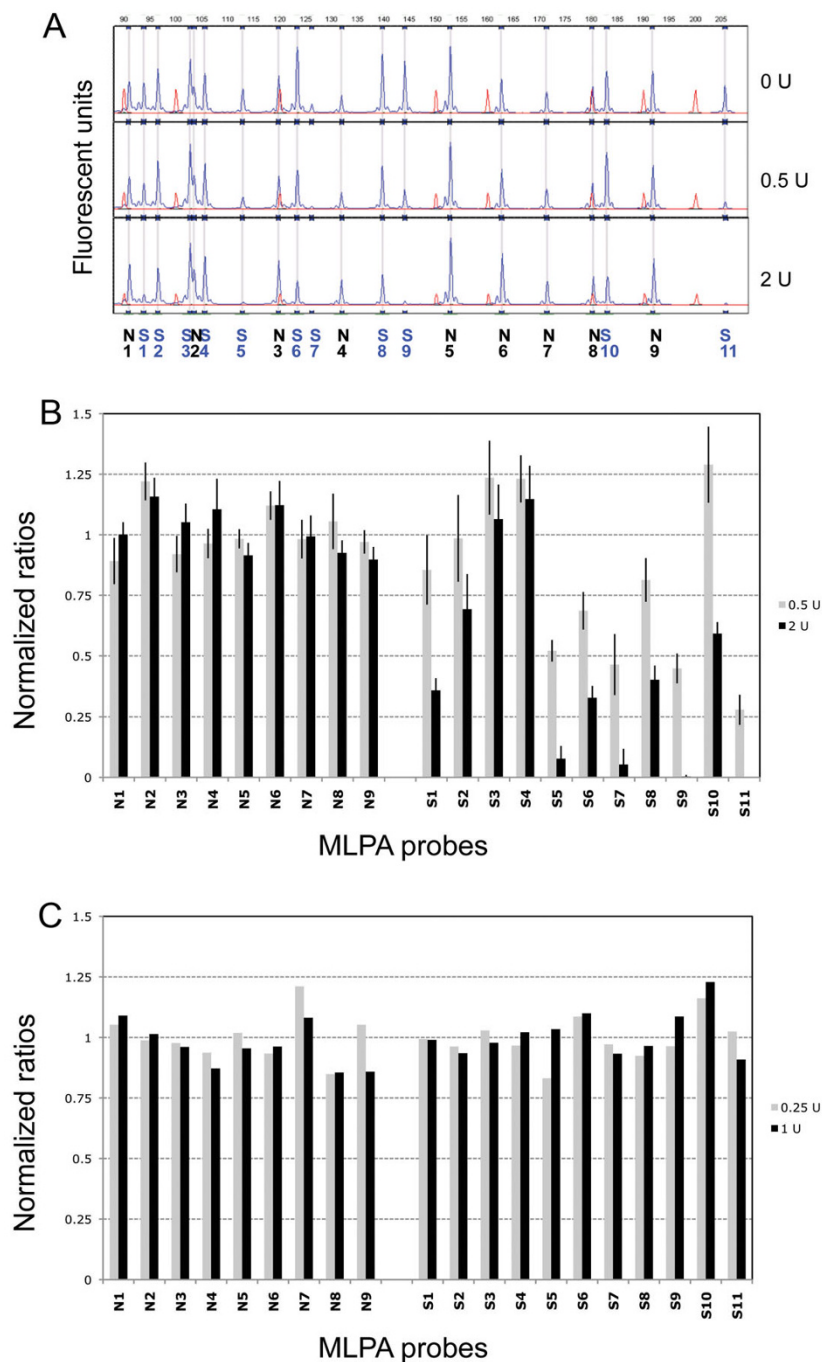 A
90 95 100 105 110 115 120 125 130 135 140 145 150 155 160 165 170 175 180 185 190 195 200 205
Fluorescent units
0 U
0.5 U
2 U
N S S S N S S N S S N S S N N N N S N S
1 1 2 3 2 4 5 3 6 7 4 8 9 5 6 7 8 10 9 11
B
Normalized ratios
1.5
1.25
1
0.75
0.5
0.25
0
0.5 U
2 U
N1 N2 N3 N4 N5 N6 N7 N8 N9 S1 S2 S3 S4 S5 S6 S7 S8 S9 S10 S11
MLPA probes
C
Normalized ratios
1.5
1.25
1
0.75
0.5
0.25
0
0.25 U
1 U
N1 N2 N3 N4 N5 N6 N7 N8 N9 S1 S2 S3 S4 S5 S6 S7 S8 S9 S10 S11
MLPA probes